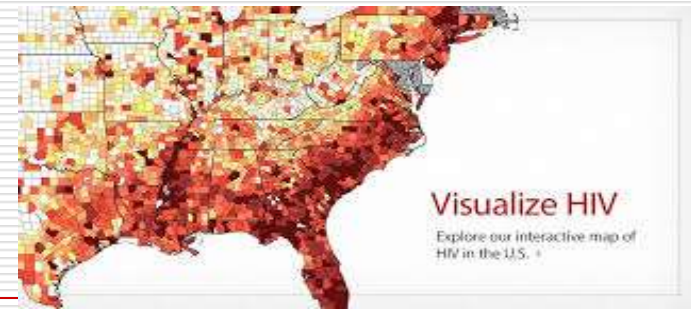 Visualize HIV
Explore our interactive map of
HIV in the U.S. ›